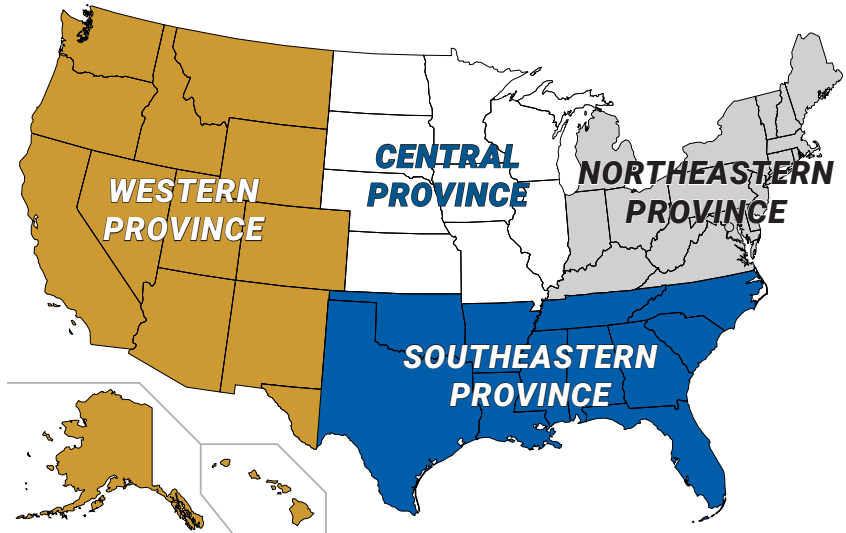 CENTRAL
PROVINCE
NORTHEASTERN
PROVINCE
WESTERN
PROVINCE
SOUTHEASTERN
PROVINCE